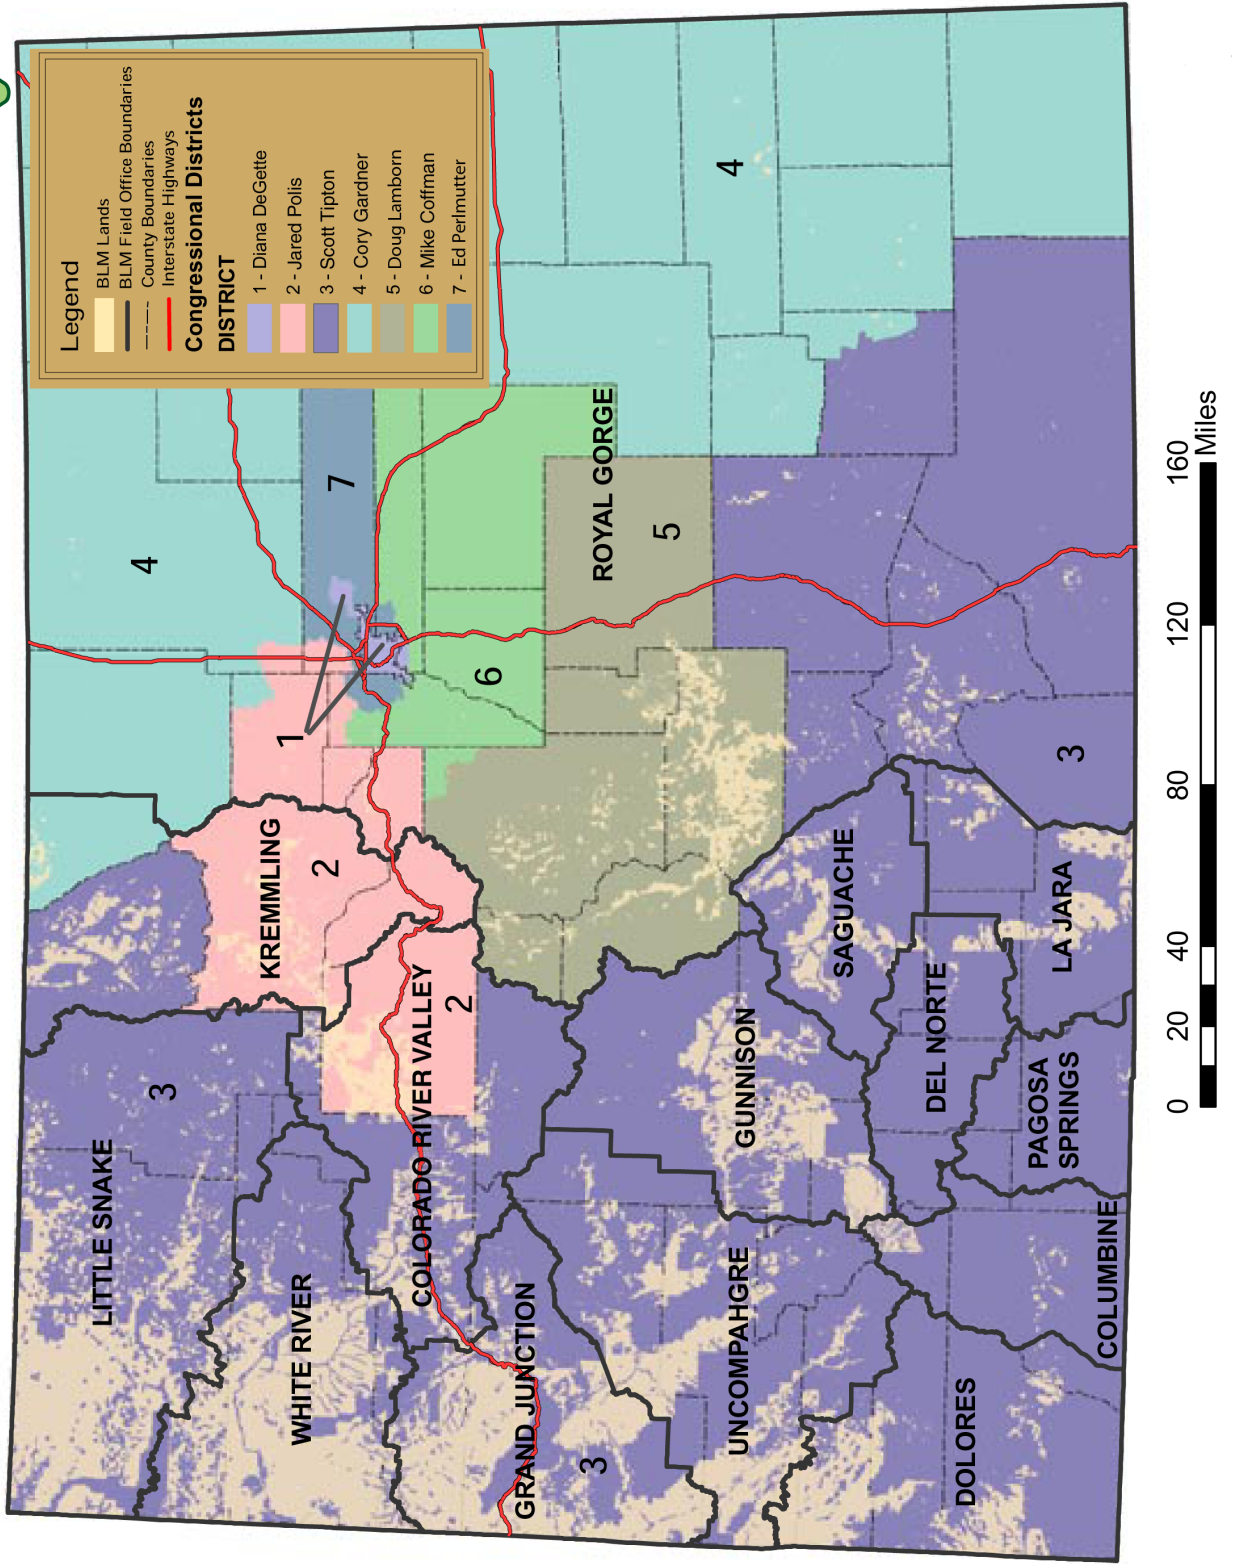 Legend
BLM Lands
BLM Field Office Boundaries
County Boundaries
Interstate Highways
Congressional Districts
DISTRICT
1 - Diana DeGette
2 - Jared Polis
3 - Scott Tipton
4 - Cory Gardner
5 - Doug Lamborn
6 - Mike Coffman
7 - Ed Perlmutter
LITTLE SNAKE
3
4
KREMMLING
2
1
7
WHITE RIVER
COLORADO RIVER VALLEY
2
6
GRAND JUNCTION
3
ROYAL GORGE
5
4
UNCOMPAHGRE
GUNNISON
SAGUACHE
DOLORES
DEL NORTE
LA JARA
3
PAGOSA
SPRINGS
COLUMBINE
0
20
40
80
120
160
Miles